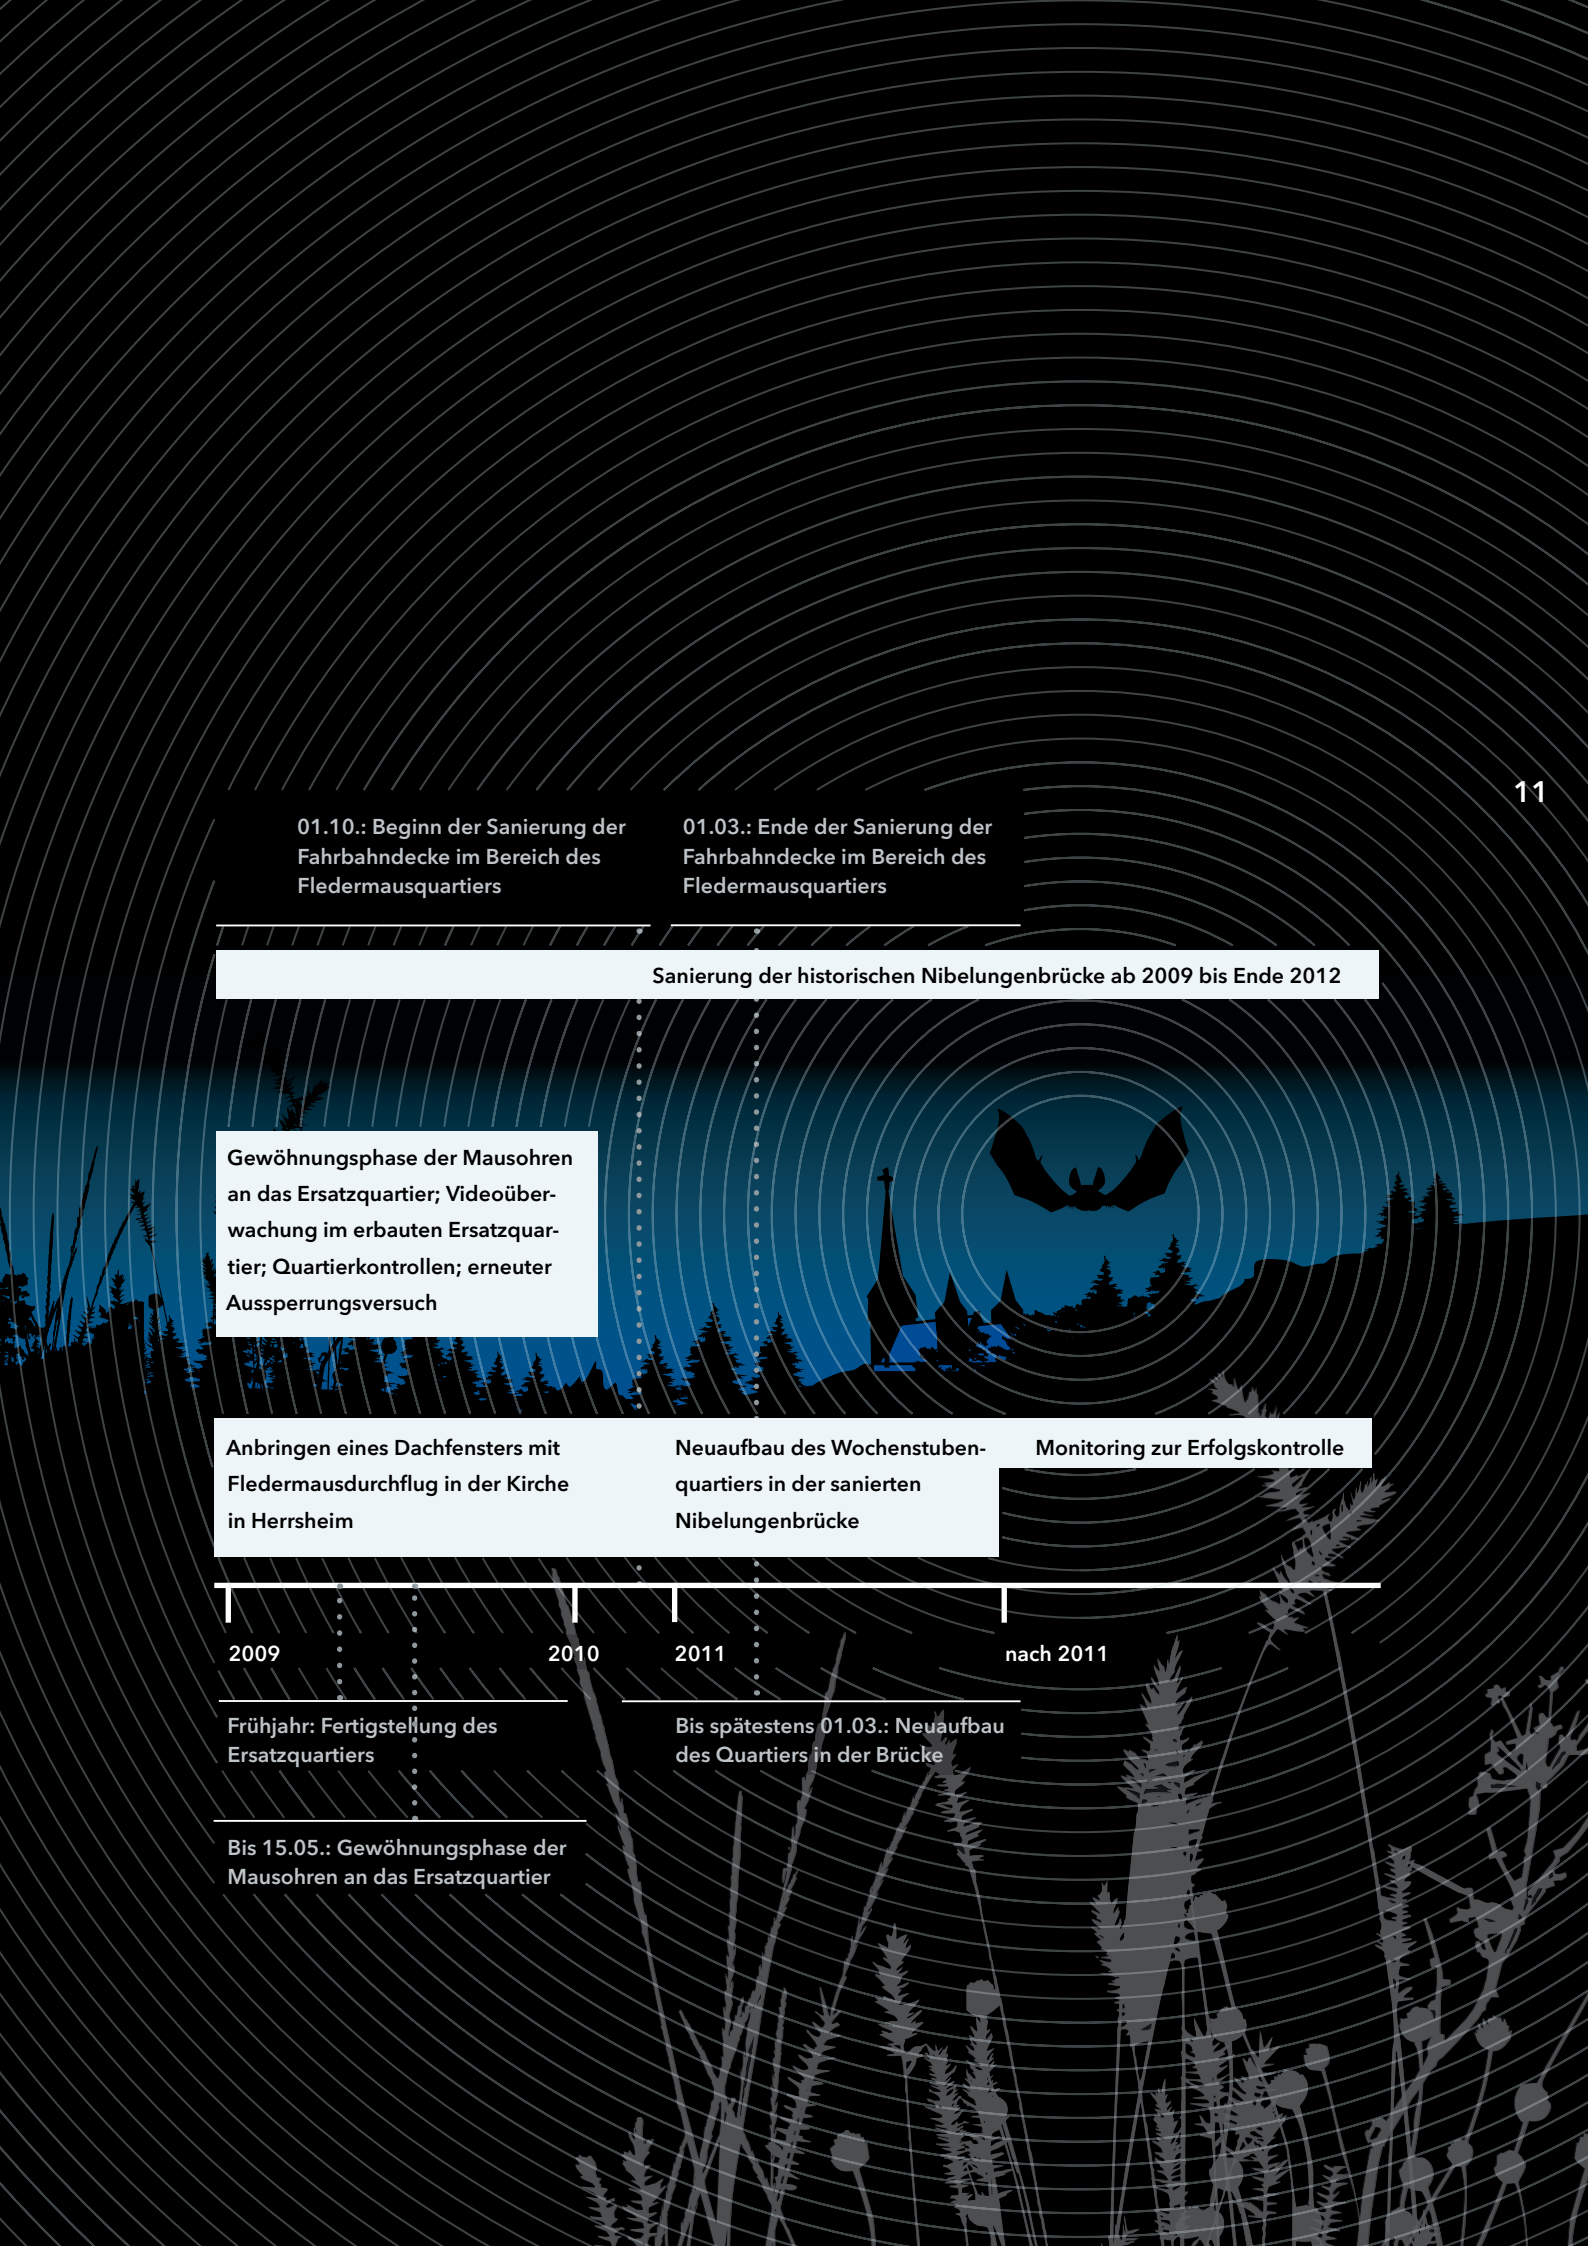 11
01.10.: Beginn der Sanierung der
Fahrbahndecke im Bereich des
Fledermausquartiers
01.03.: Ende der Sanierung der
Fahrbahndecke im Bereich des
Fledermausquartiers
Sanierung der historischen Nibelungenbrücke ab 2009 bis Ende 2012
Gewöhnungsphase der Mausohren
an das Ersatzquartier; Videoüber-
wachung im erbauten Ersatzquar-
tier; Quartierkontrollen; erneuter
Aussperrungsversuch
Anbringen eines Dachfensters mit
Fledermausdurchflug in der Kirche
in Herrsheim
Neuaufbau des Wochenstuben-
quartiers in der sanierten
Nibelungenbrücke
Monitoring zur Erfolgskontrolle
2009
2010
2011
nach 2011
Frühjahr: Fertigstellung des
Ersatzquartiers
Bis spätestens 01.03.: Neuaufbau
des Quartiers in der Brücke
Bis 15.05.: Gewöhnungsphase der
Mausohren an das Ersatzquartier